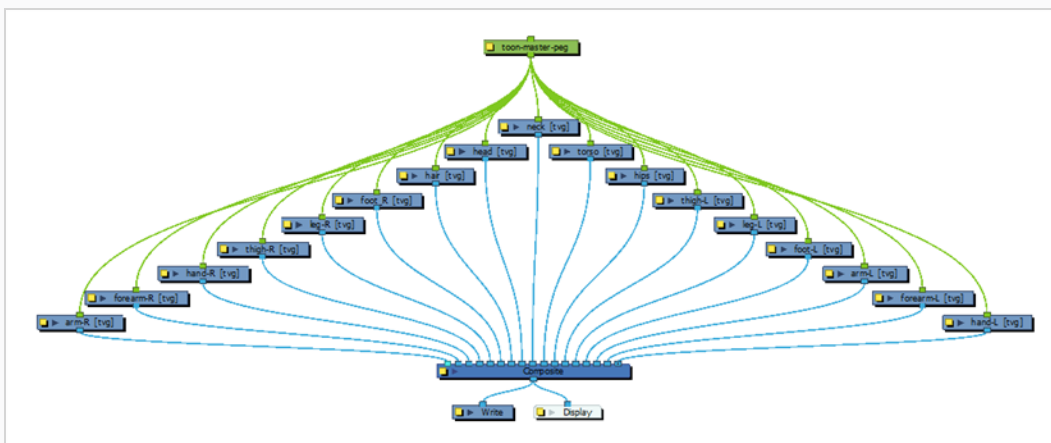 toon-master-peg
neck [tvg]
head [tvg]
torso [tvg]
hair [tvg]
hips [tvg]
foot_R [tvg]
thigh-L [tvg]
leg-R [tvg]
leg-L [tvg]
thigh-R [tvg]
foot-L [tvg]
hand-R [tvg]
arm-L [tvg]
forearm-R [tvg]
forearm-L [tvg]
arm-R [tvg]
hand-L [tvg]
Composite
Write
Display